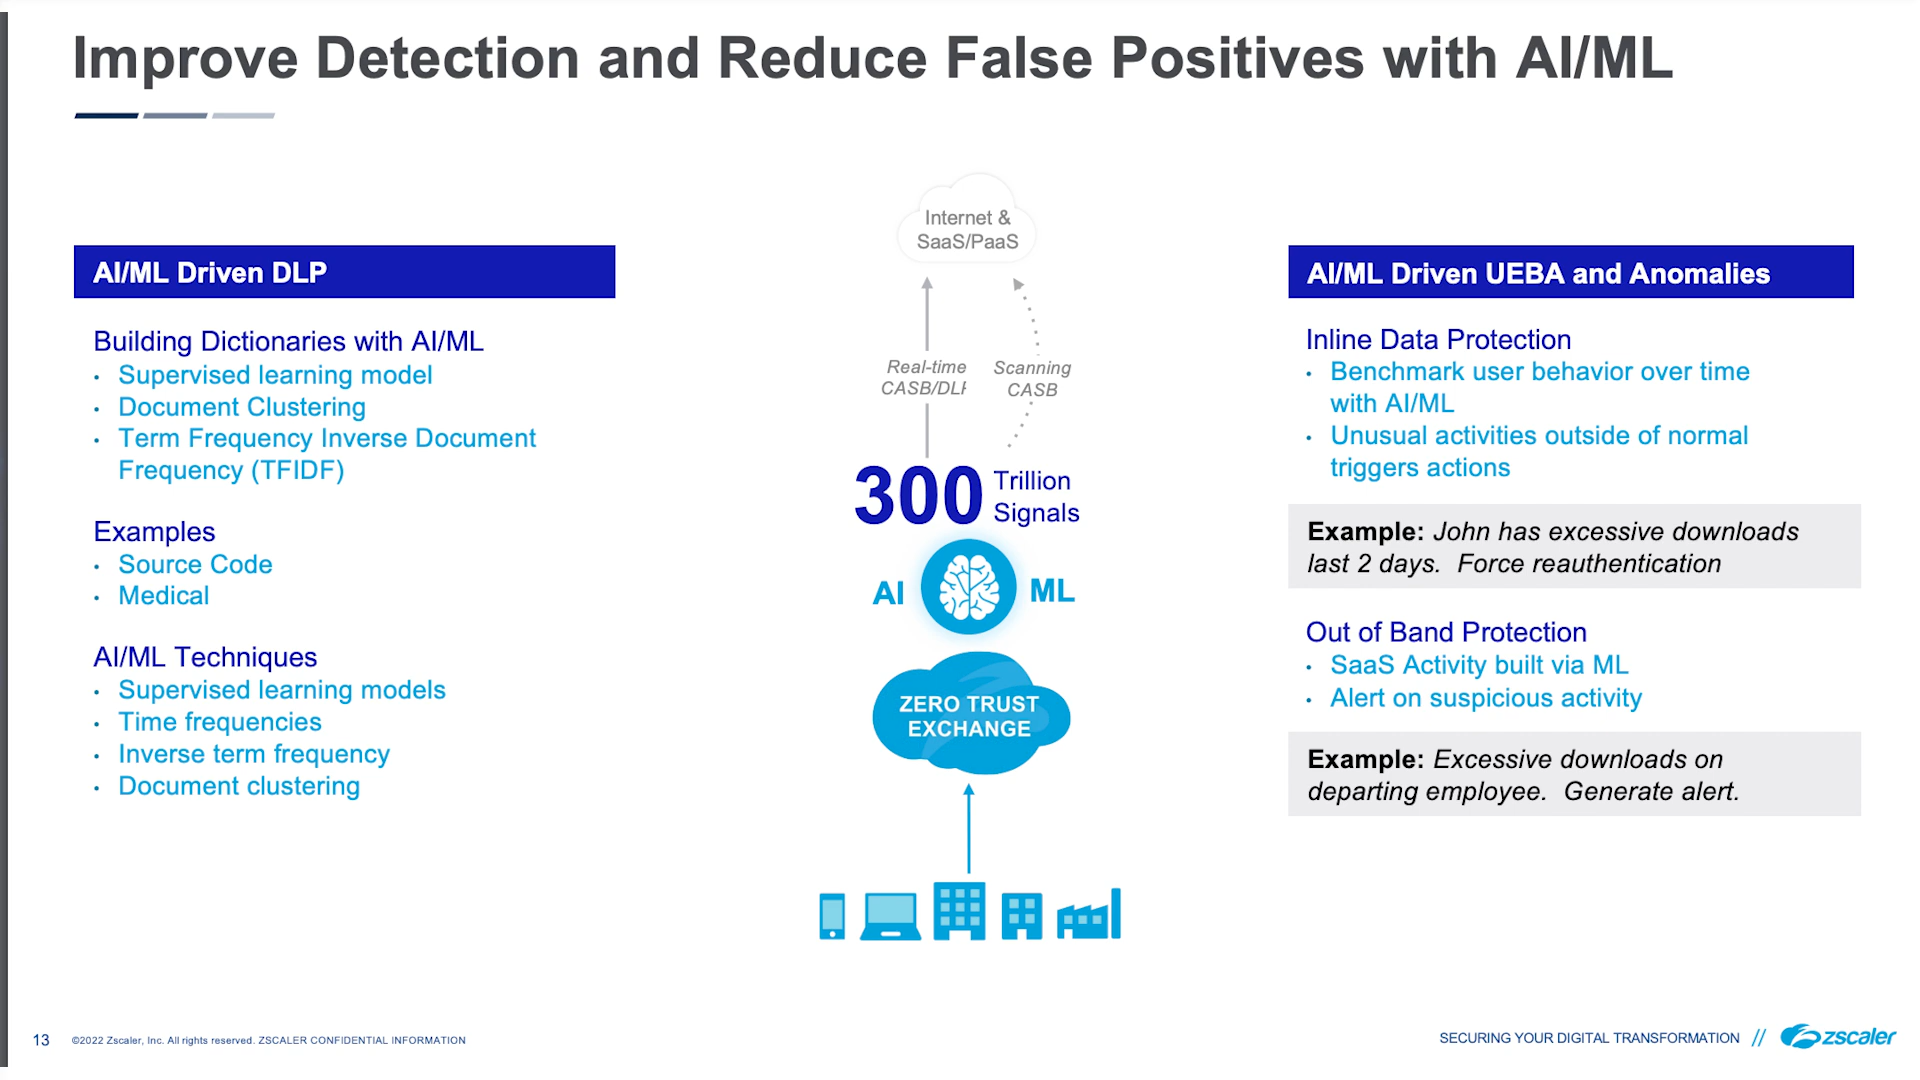 Improve Detection and Reduce False Positives with AI/ML
AI/ML Driven DLP
Building Dictionaries with AI/ML
• Supervised learning model
• Document Clustering
• Term Frequency Inverse Document
Frequency (TFIDF)
Examples
• Source Code
• Medical
AI/ML Techniques
• Supervised learning models
• Time frequencies
• Inverse term frequency
• Document clustering
Internet &
SaaS/PaaS
Real-time
CASB/DLP
Scanning
CASB
300 Trillion
Signals
AI ML
ZERO TRUST
EXCHANGE
AI/ML Driven UEBA and Anomalies
Inline Data Protection
• Benchmark user behavior over time
with AI/ML
• Unusual activities outside of normal
triggers actions
Example: John has excessive downloads
last 2 days. Force reauthentication
Out of Band Protection
• SaaS Activity built via ML
• Alert on suspicious activity
Example: Excessive downloads on
departing employee. Generate alert.
13 ©2022 Zscaler, Inc. All rights reserved. ZSCALER CONFIDENTIAL INFORMATION
SECURING YOUR DIGITAL TRANSFORMATION // zscaler